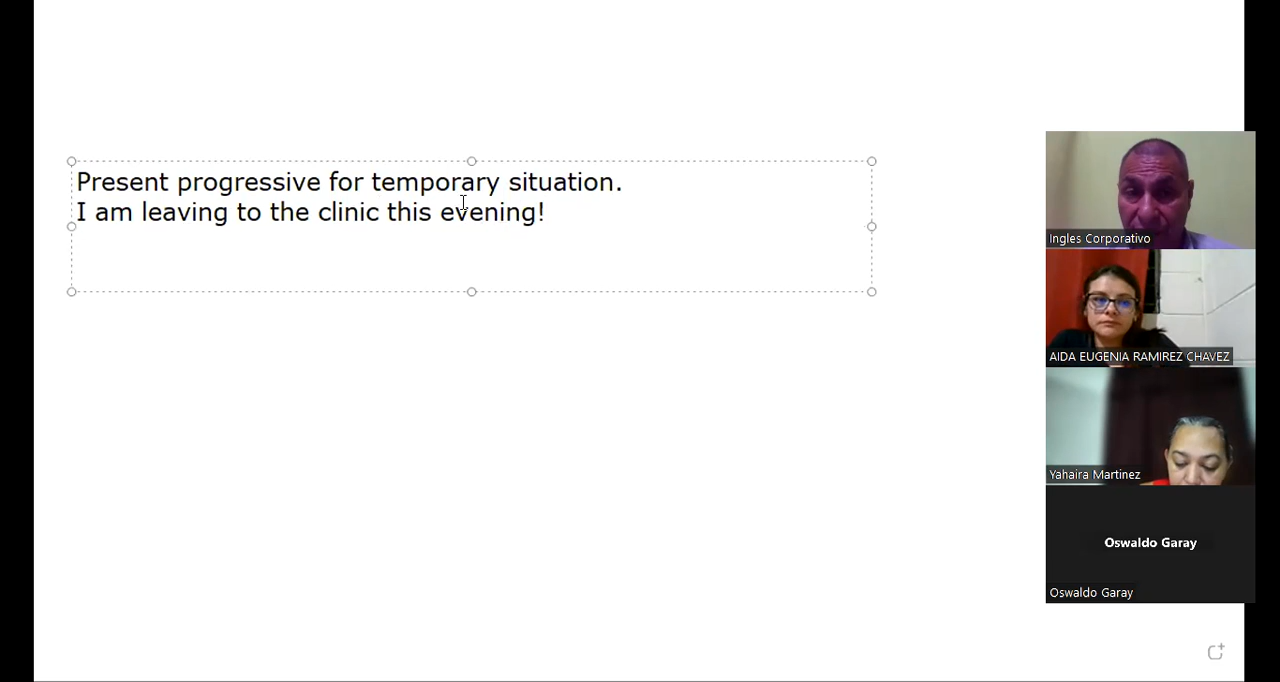 Present progressive for temporary situation.
I am leaving to the clinic this evening!
Ingles Corporativo
AIDA EUGENIA RAMIREZ CHAVEZ
Yahaira Martinez
Oswaldo Garay
Oswaldo Garay